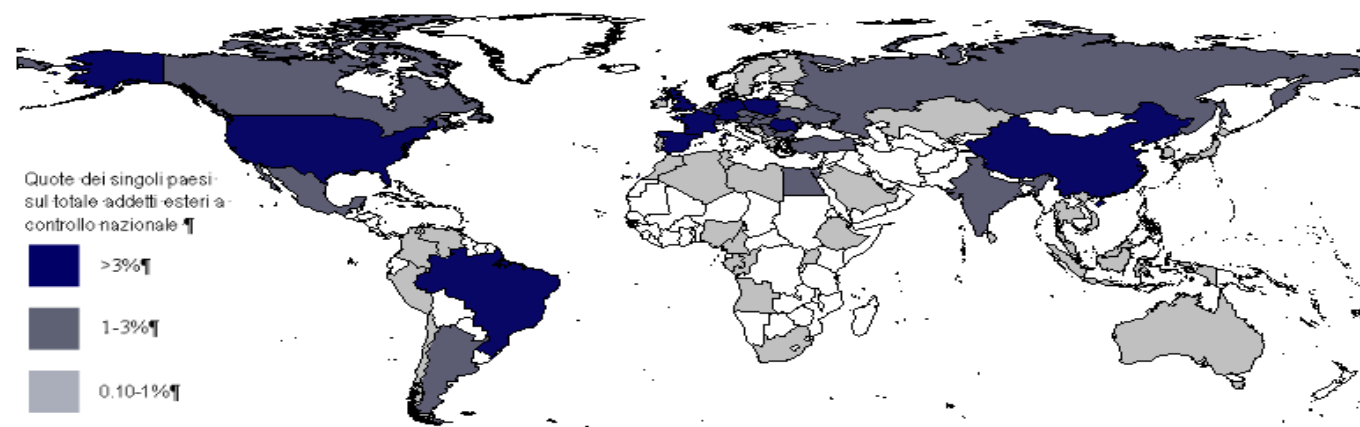 Quote·dei·singoli·paesi·
sul·totale·addetti·esteri·a·
controllo·nazionale·¶
>3%¶
1-3%¶
0.10-1%¶